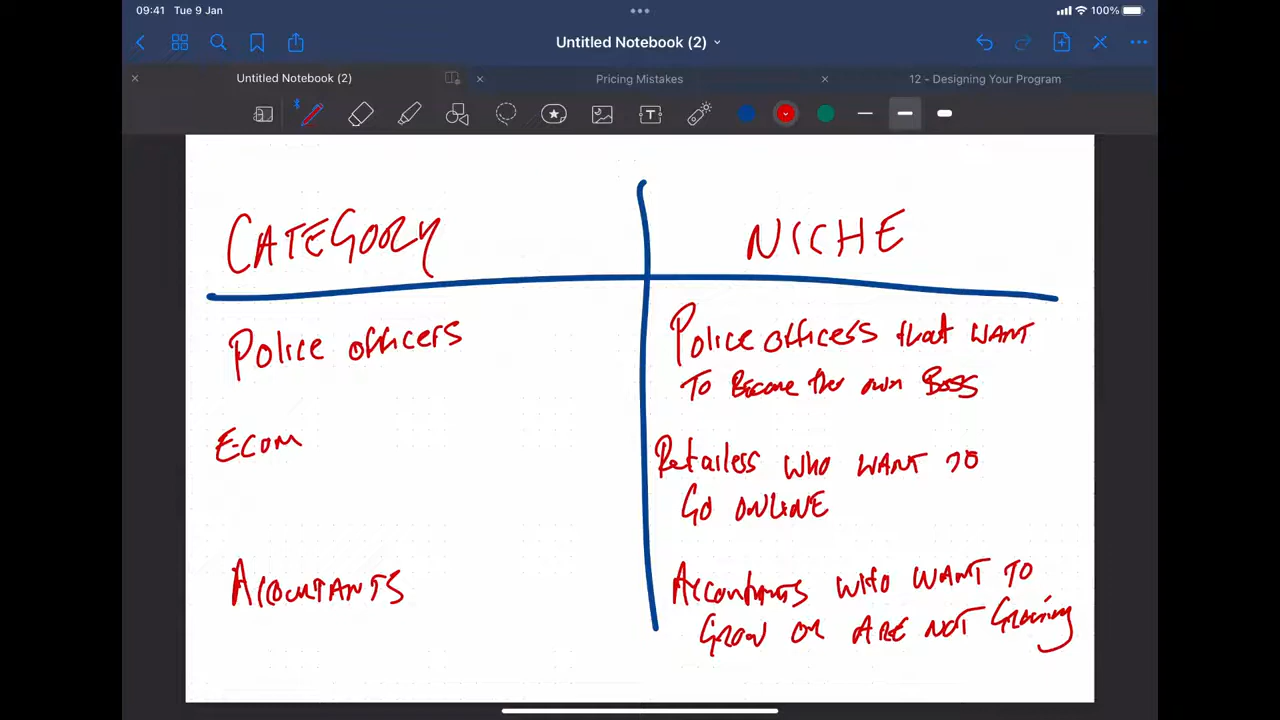 09:41 Tue 9 Jan
100%
Untitled Notebook (2)
Untitled Notebook (2)
Pricing Mistakes
12 - Designing Your Program
CATEGORY
NICHE
Police officers
Police officers that WANT
To Become their own Boss
E-com
Retailers WHO WANT TO
GO ONLINE
ACCOUNTANTS
Accountants WHO WANT TO
GROW OR ARE NOT Growing